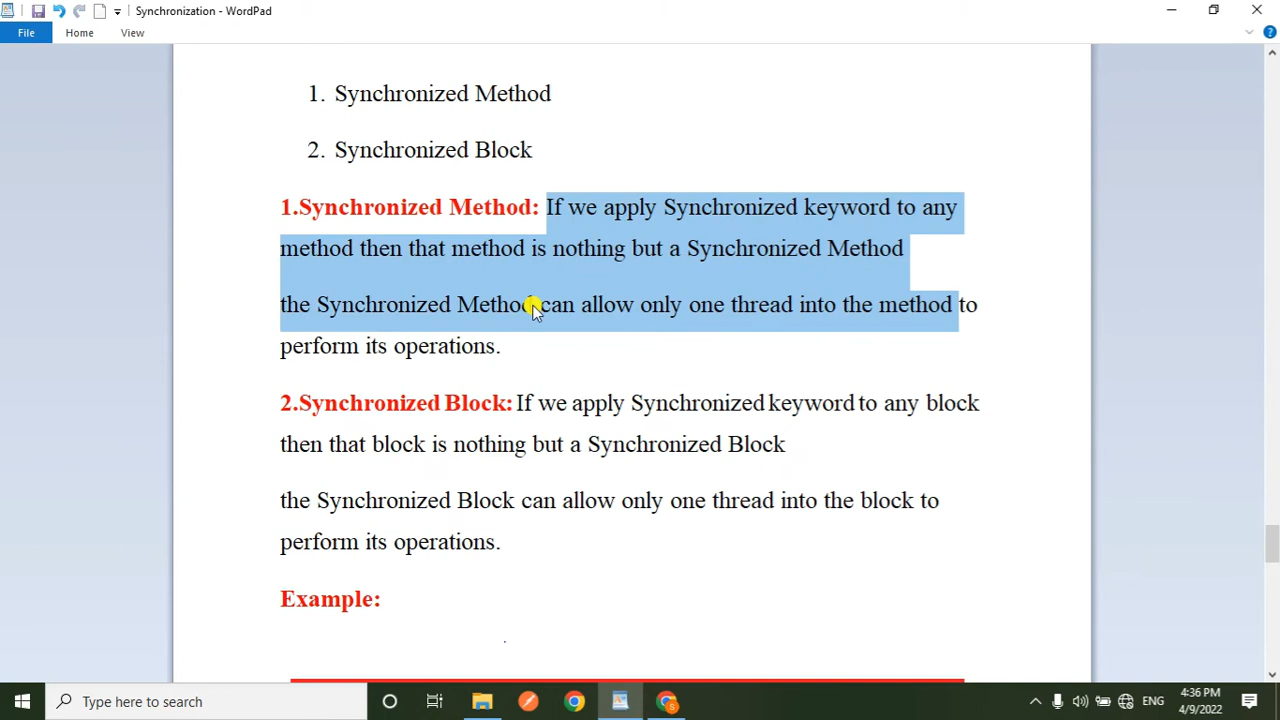 Synchronization - WordPad
File Home View
1. Synchronized Method
2. Synchronized Block
1.Synchronized Method: If we apply Synchronized keyword to any
method then that method is nothing but a Synchronized Method
the Synchronized Method can allow only one thread into the method to
perform its operations.
2.Synchronized Block: If we apply Synchronized keyword to any block
then that block is nothing but a Synchronized Block
the Synchronized Block can allow only one thread into the block to
perform its operations.
Example:
Type here to search
ENG
4:36 PM
4/9/2022